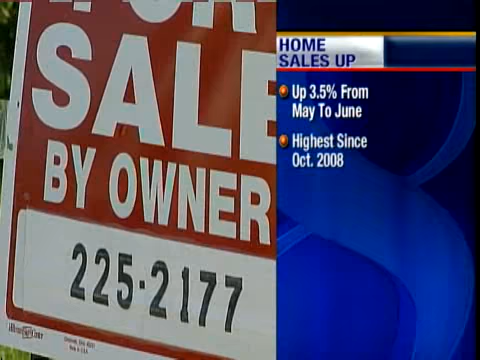 FOR
SALE
BY OWNER
225-2177
HOME
SALES UP
Up 3.5% From
May To June
Highest Since
Oct. 2008